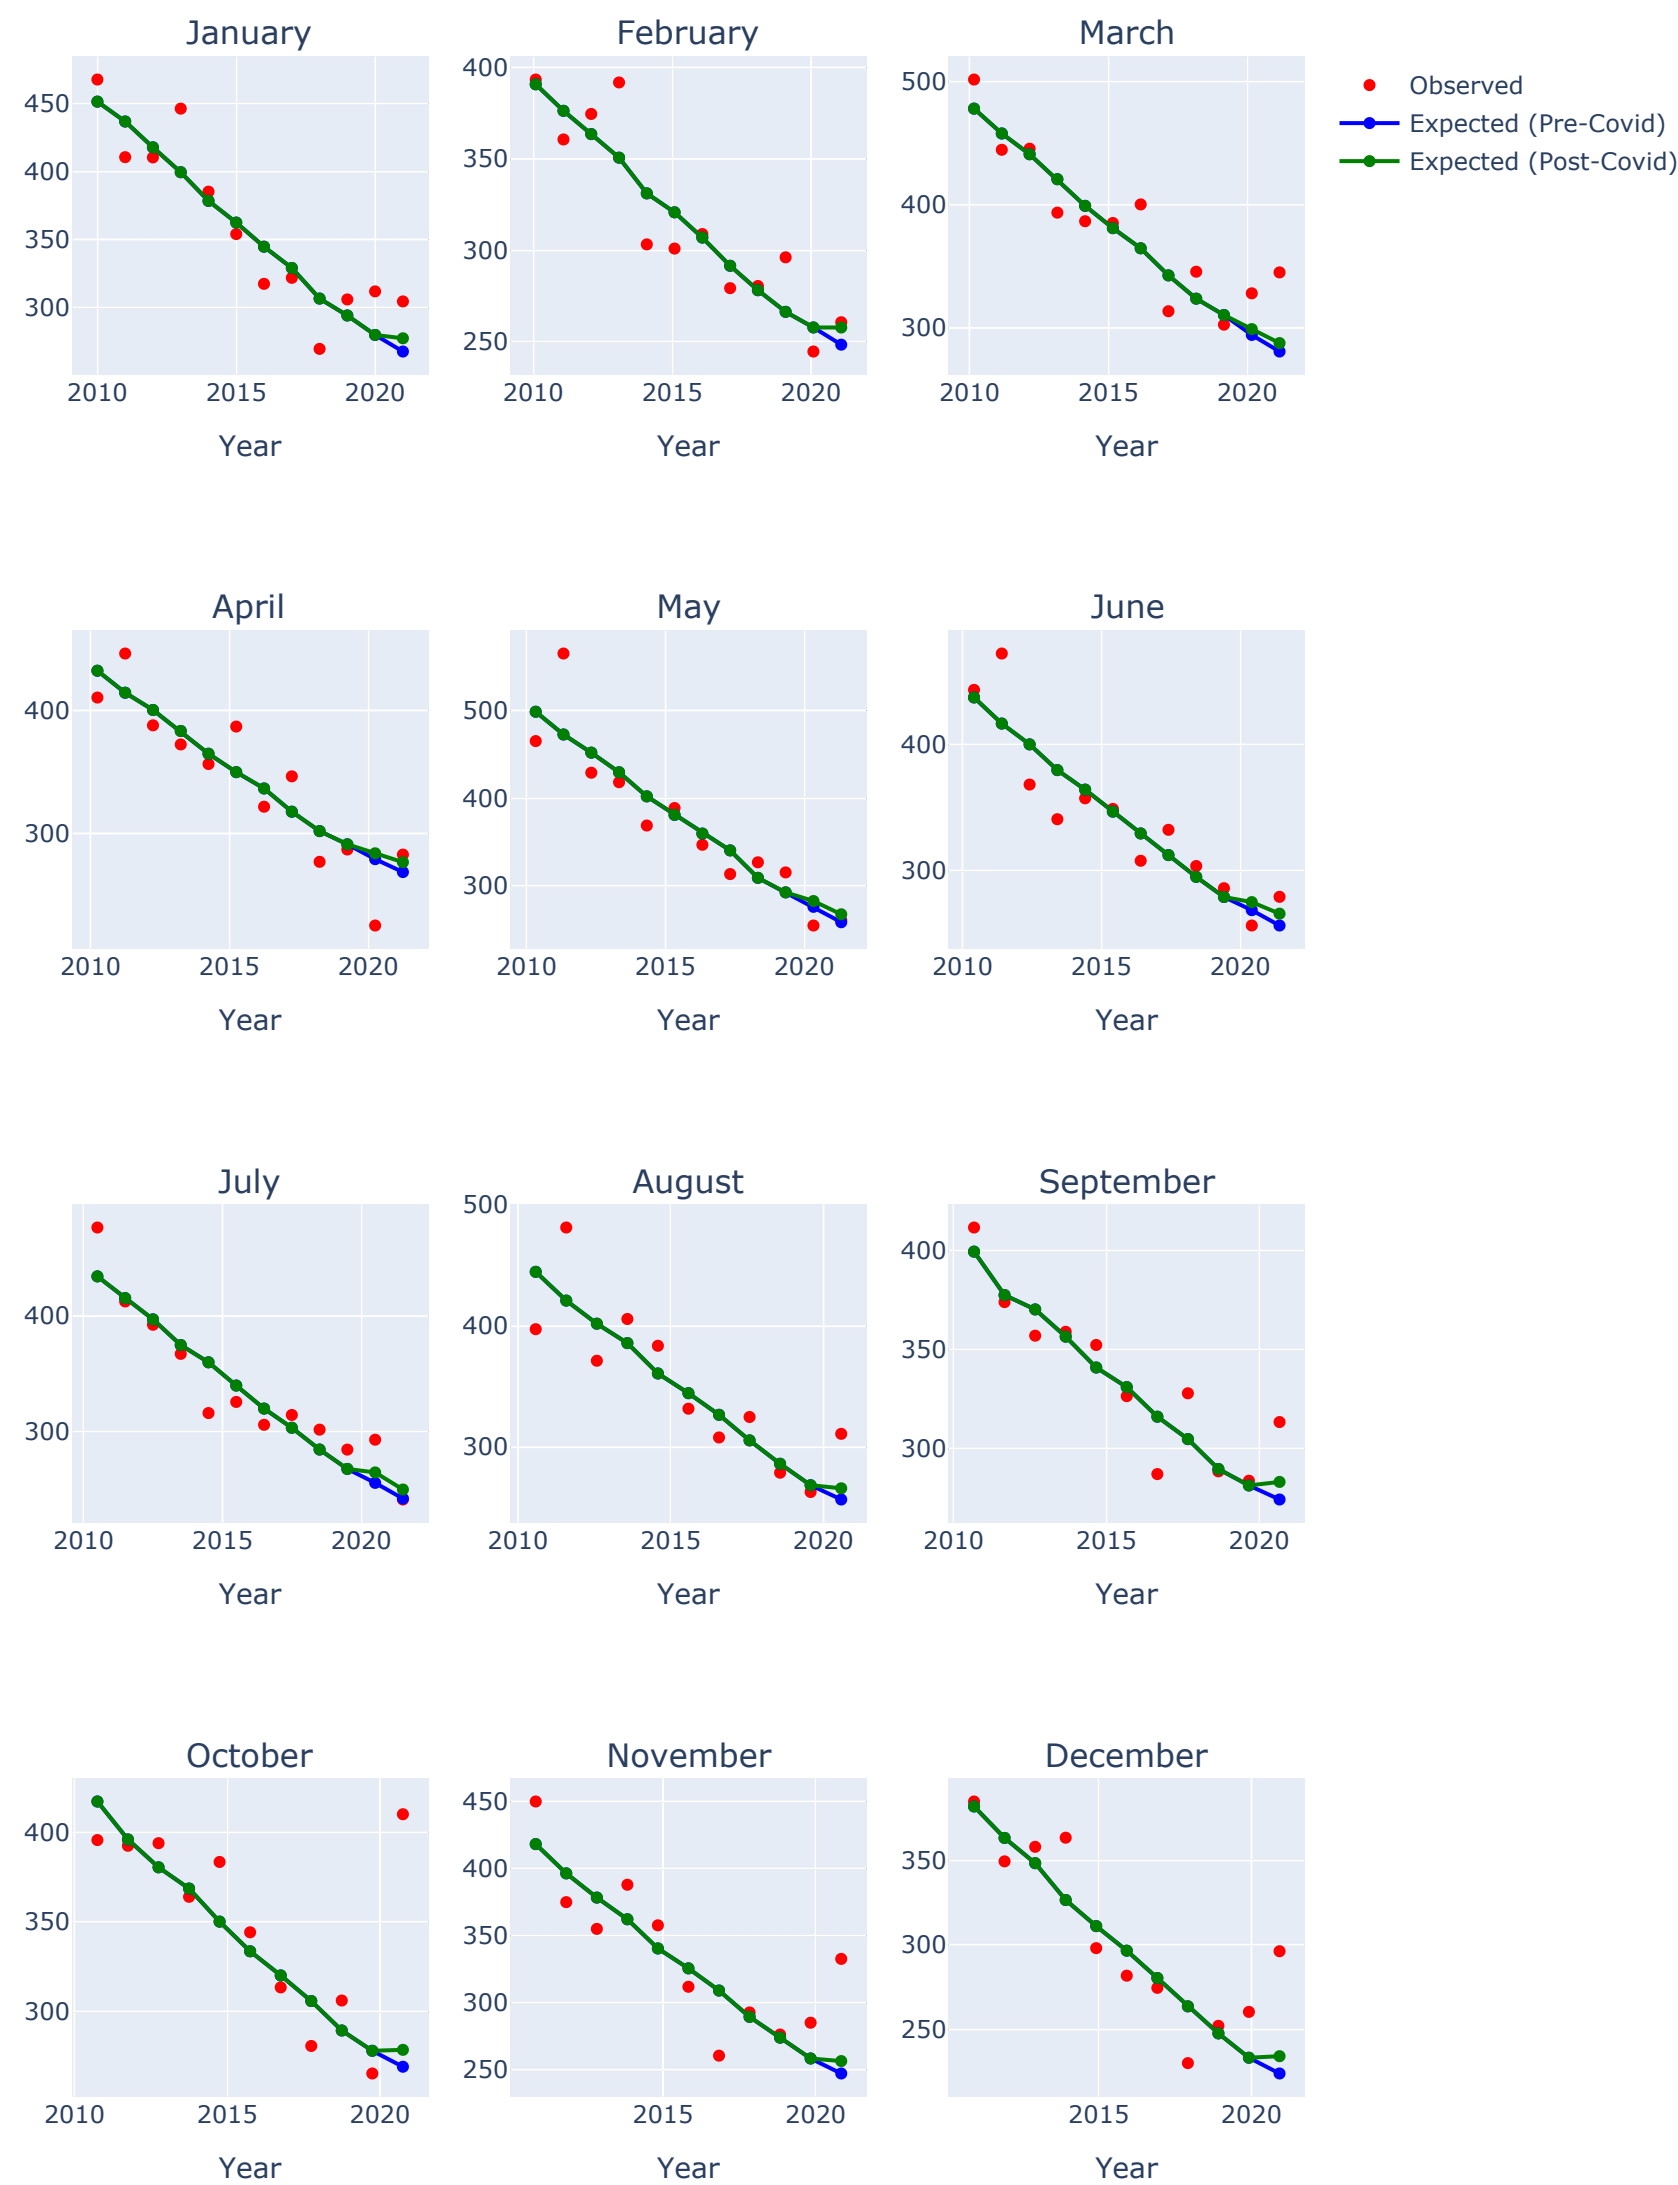 January February March
Observed
Expected (Pre-Covid)
Expected (Post-Covid)
450
400
350
300
2010 2015 2020
Year
400
350
300
250
2010 2015 2020
Year
500
400
300
2010 2015 2020
Year
April May June
400
300
2010 2015 2020
Year
500
400
300
2010 2015 2020
Year
400
300
2010 2015 2020
Year
July August September
400
300
2010 2015 2020
Year
500
400
300
2010 2015 2020
Year
400
350
300
2010 2015 2020
Year
October November December
400
350
300
2010 2015 2020
Year
450
400
350
300
250
2015 2020
Year
350
300
250
2015 2020
Year